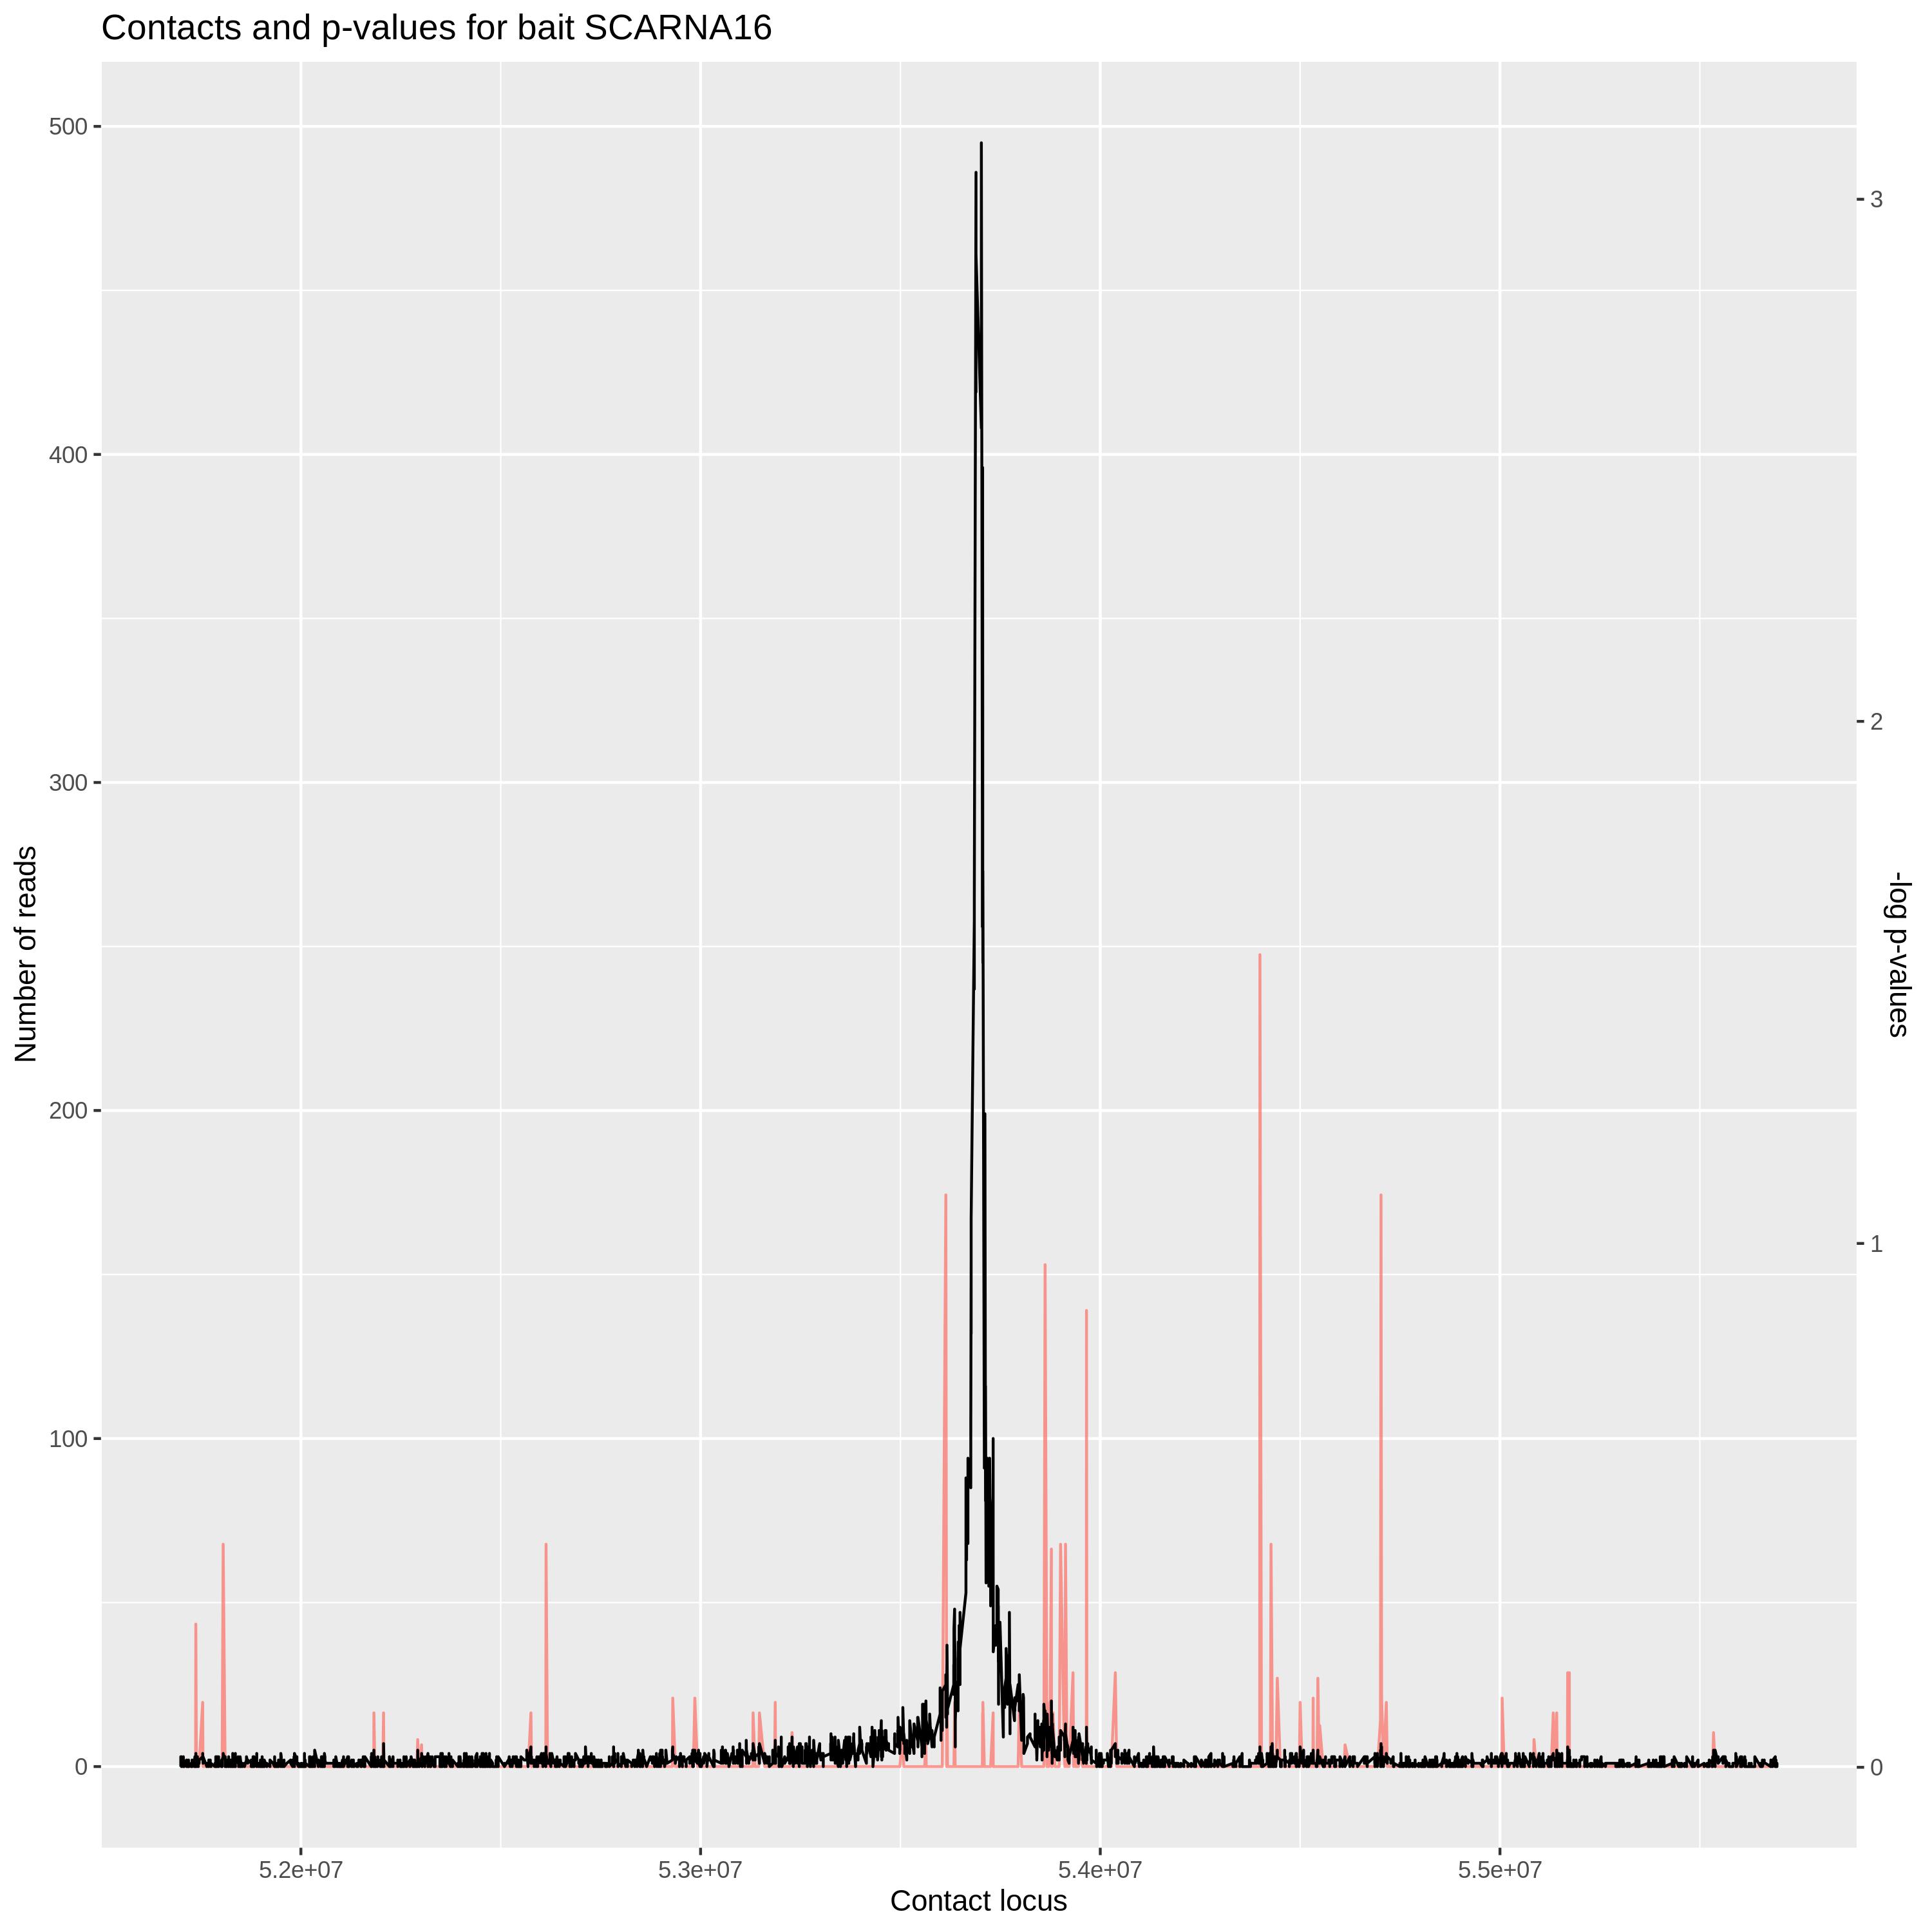 Contacts and p-values for bait SCARNA16
500
400
300
200
100
0
Number of reads
3
2
1
0
-log p-values
5.2e+07
5.3e+07
5.4e+07
5.5e+07
Contact locus